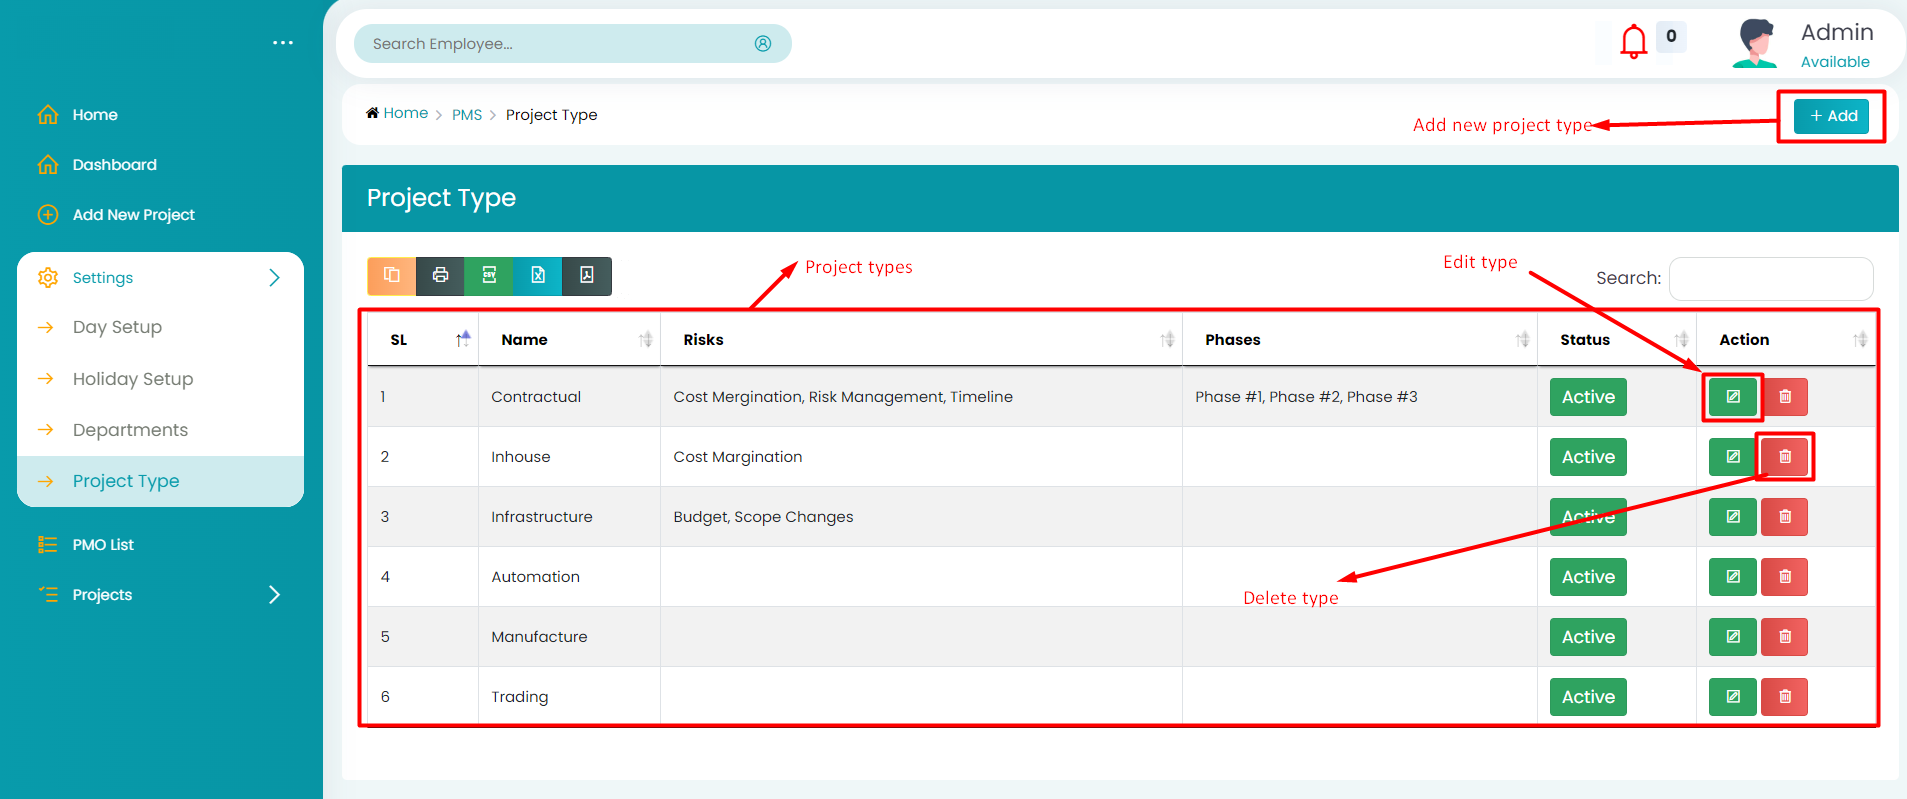 ...
Search Employee...
0
Admin
Available
Home
Dashboard
Add New Project
Settings
Day Setup
Holiday Setup
Departments
Project Type
PMO List
Projects
Home > PMS > Project Type
Add new project type
+ Add
Project Type
CSV
Project types
Edit type
Search:
SL Name Risks Phases Status Action
1 Contractual Cost Mergination, Risk Management, Timeline Phase #1, Phase #2, Phase #3 Active
2 Inhouse Cost Margination Active
3 Infrastructure Budget, Scope Changes Active
4 Automation Active
Delete type
5 Manufacture Active
6 Trading Active